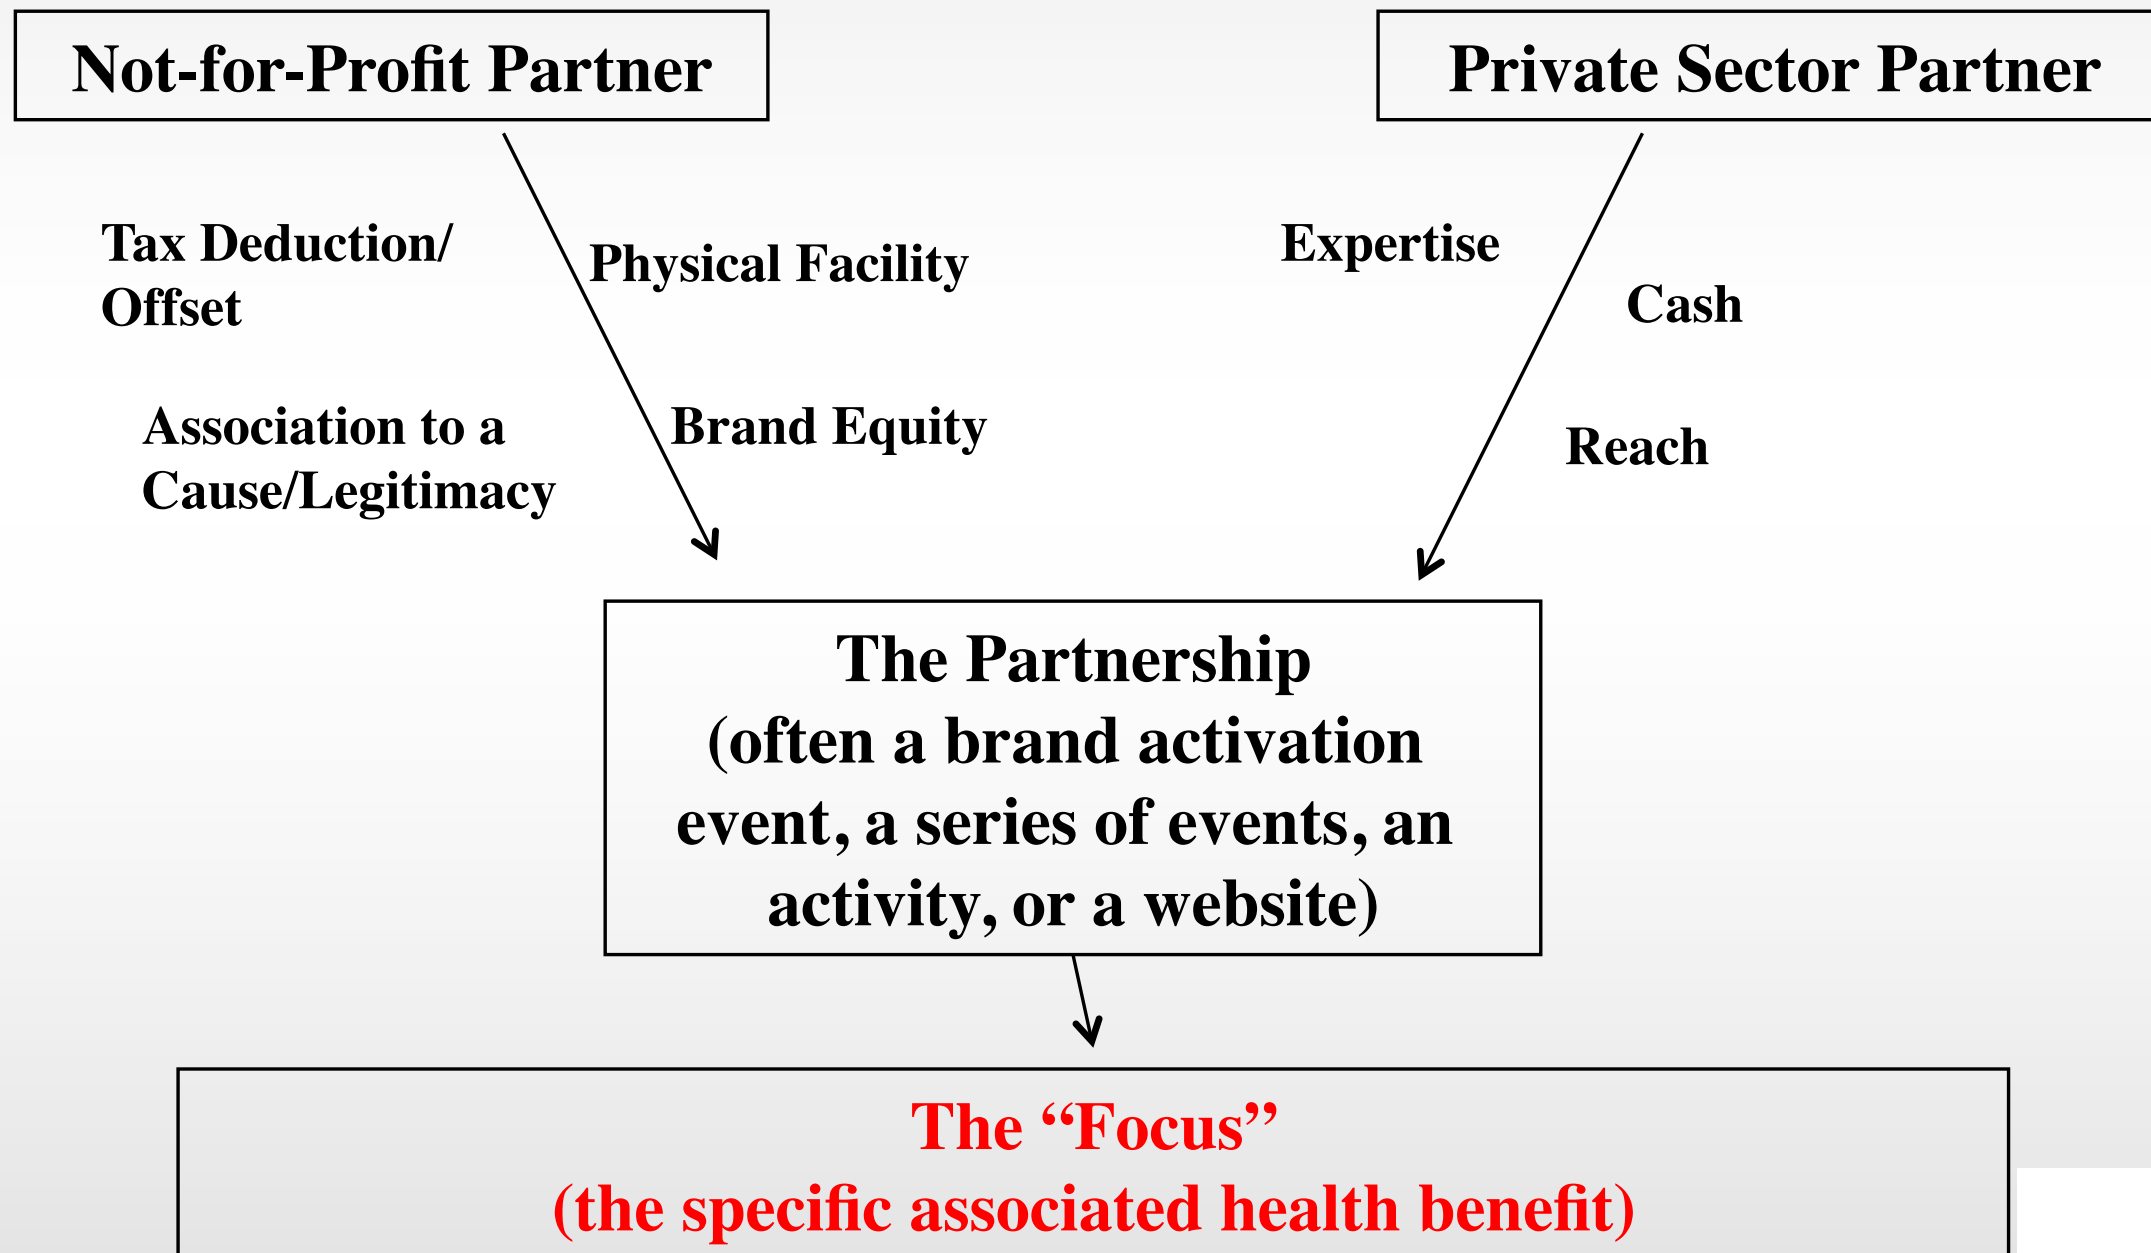 Not-for-Profit Partner
Private Sector Partner
Tax Deduction/
Offset
Physical Facility
Expertise
Cash
Association to a
Cause/Legitimacy
Brand Equity
Reach
The Partnership
(often a brand activation
event, a series of events, an
activity, or a website)
The “Focus”
(the specific associated health benefit)